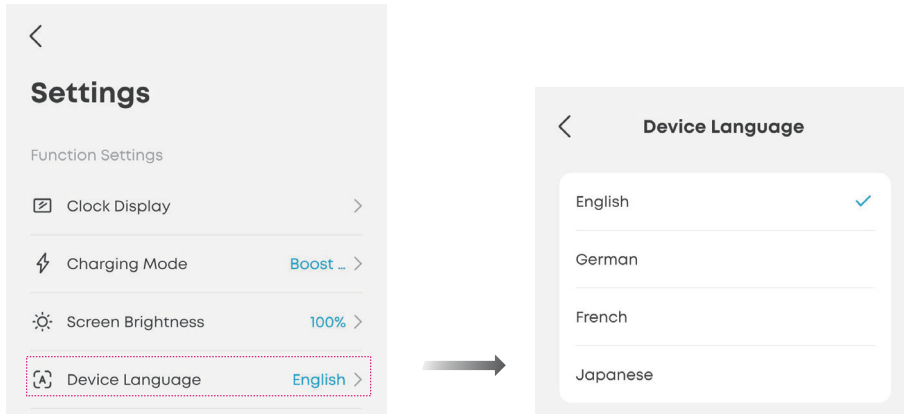 Settings
Function Settings
Clock Display
Charging Mode Boost ...
Screen Brightness 100%
Device Language English
Device Language
English
German
French
Japanese